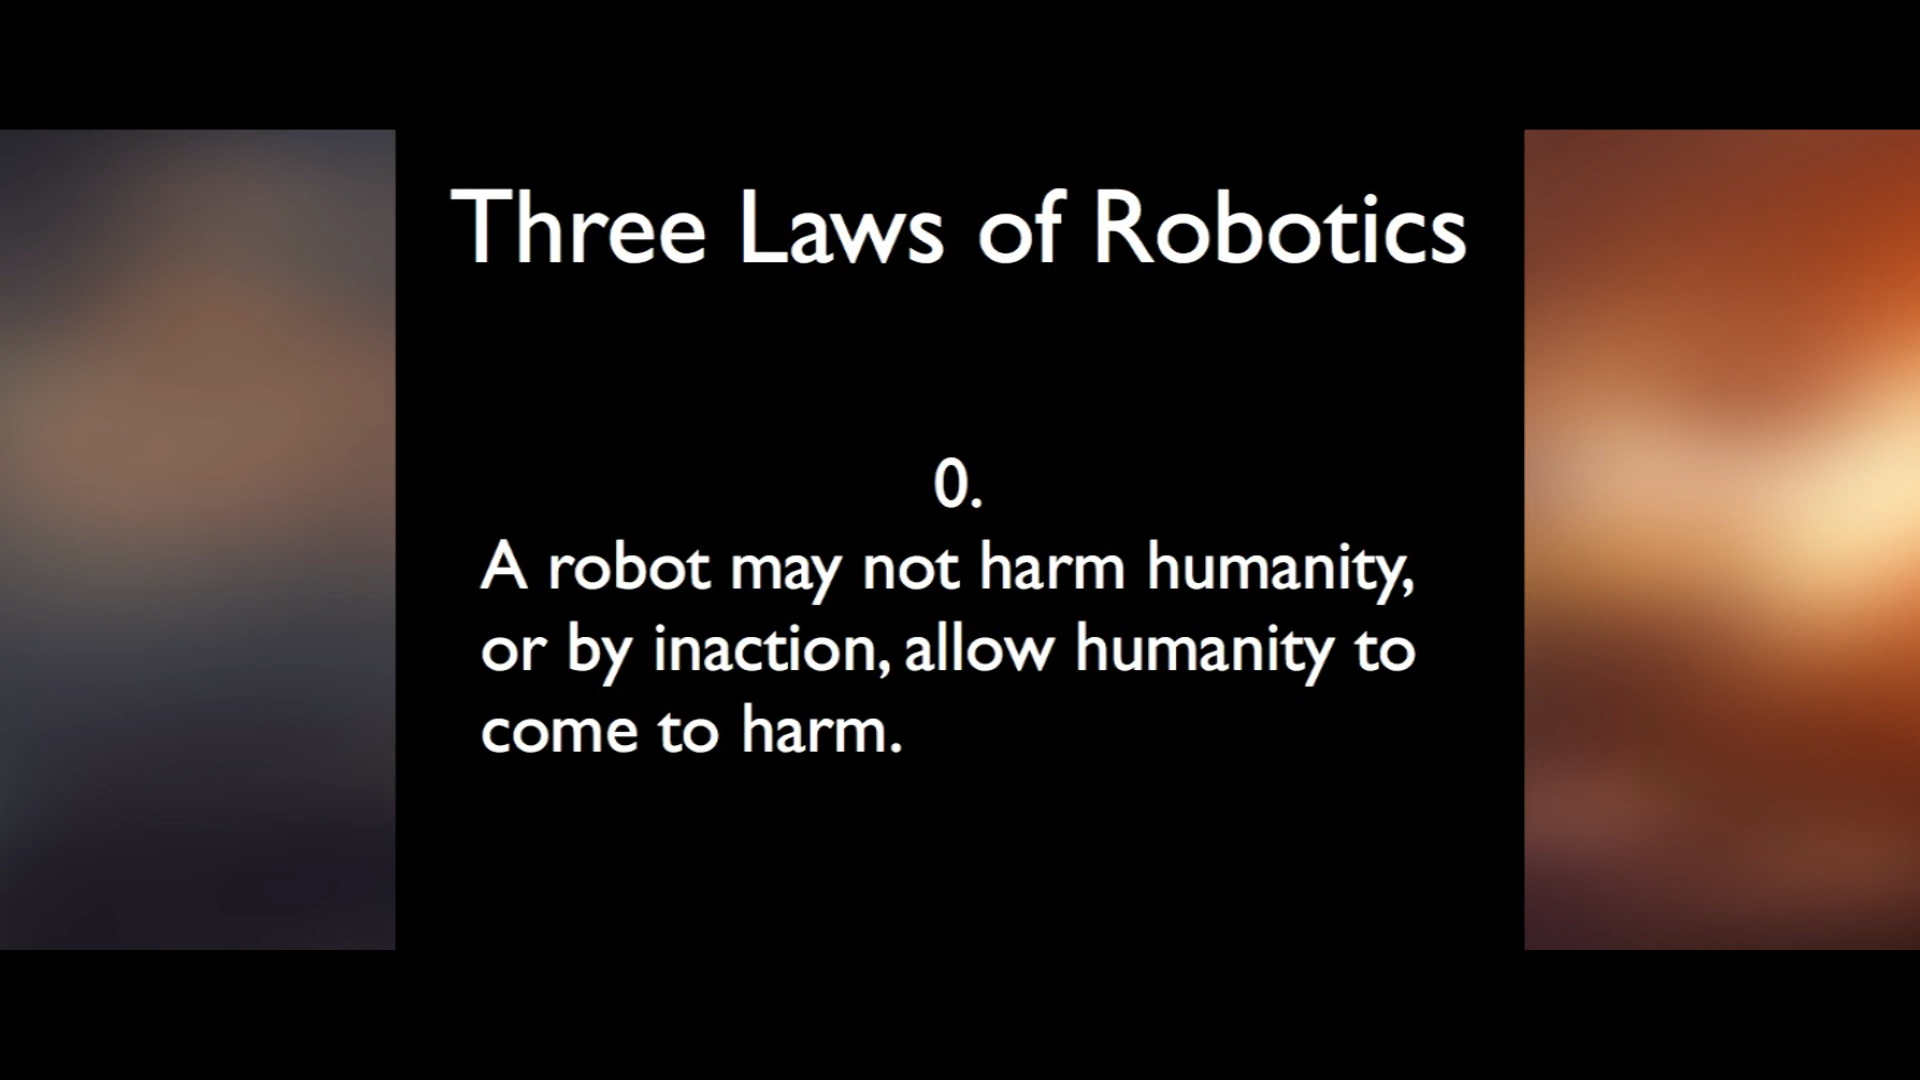 Three Laws of Robotics
0.
A robot may not harm humanity,
or by inaction, allow humanity to
come to harm.